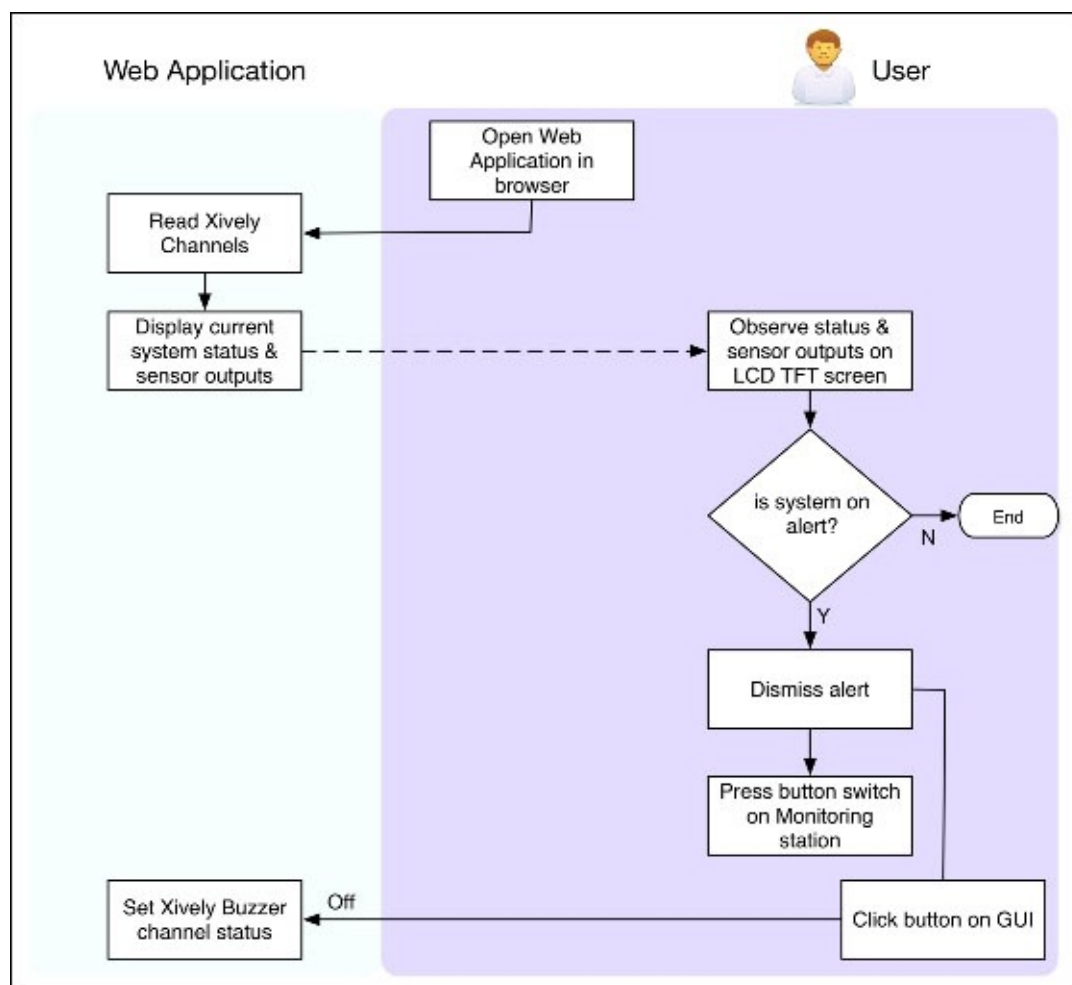 Web Application
User
Open Web
Application in
browser
Read Xively
Channels
Display current
system status &
sensor outputs
Observe status &
sensor outputs on
LCD TFT screen
is system on
alert?
N
End
Y
Dismiss alert
Press button switch
on Monitoring
station
Set Xively Buzzer
channel status
Off
Click button on GUI